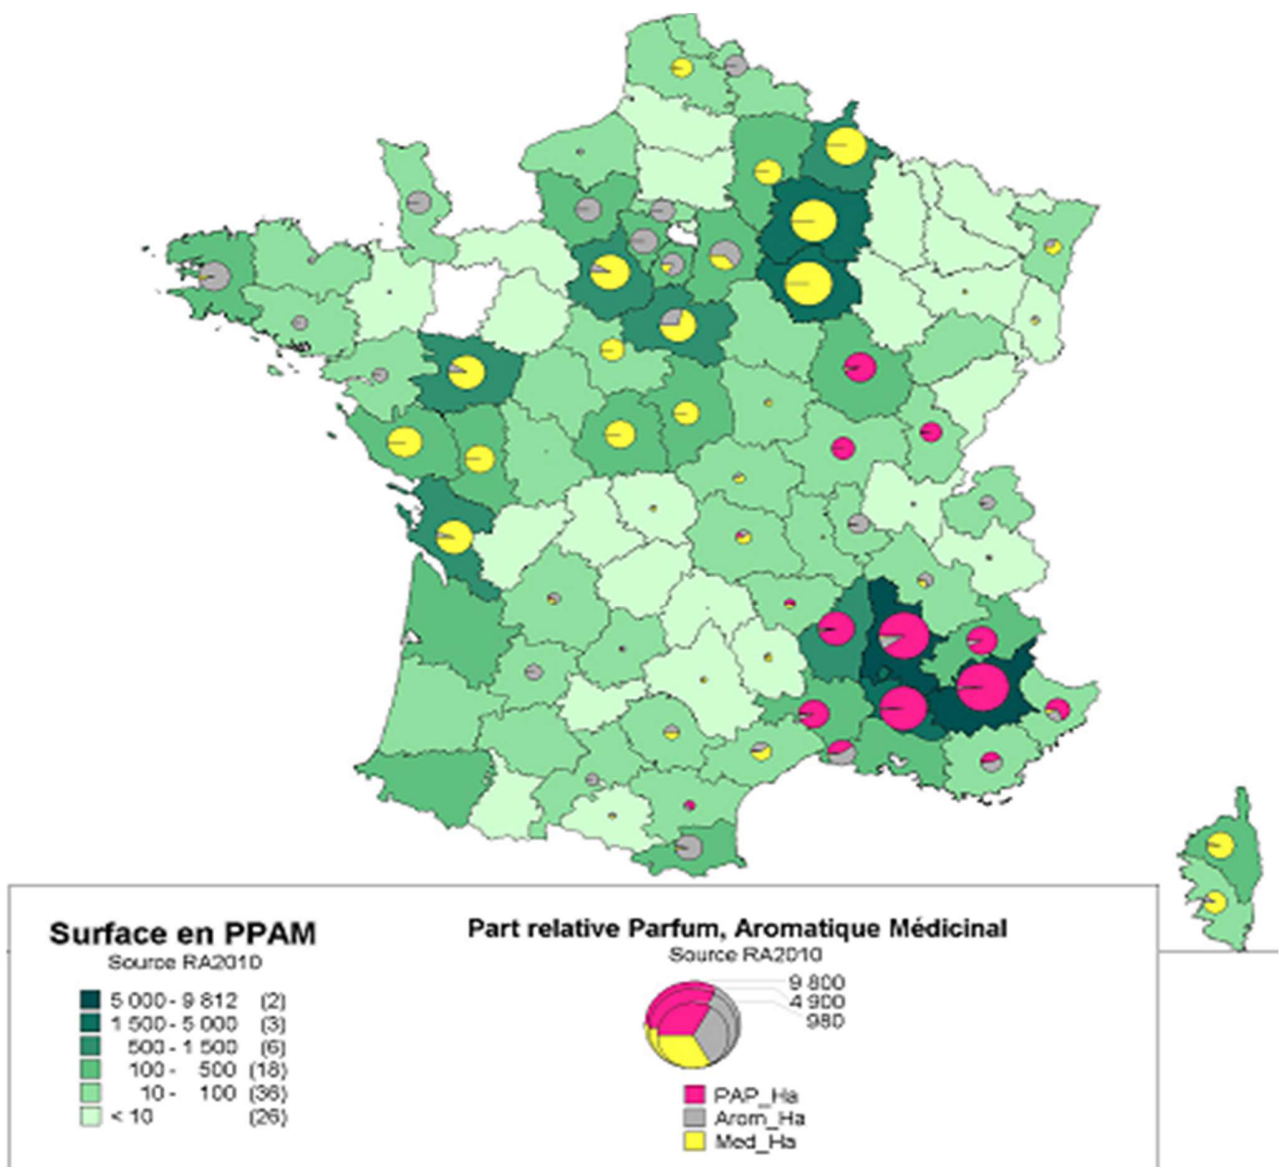 Surface en PPAM
Source RA2010
5 000 - 9 812 (2)
1 500 - 5 000 (3)
500 - 1 500 (6)
100 - 500 (18)
10 - 100 (36)
< 10 (26)
Part relative Parfum, Aromatique Médicinal
Source RA2010
9 800
4 900
980
PAP_Ha
Arom_Ha
Med_Ha